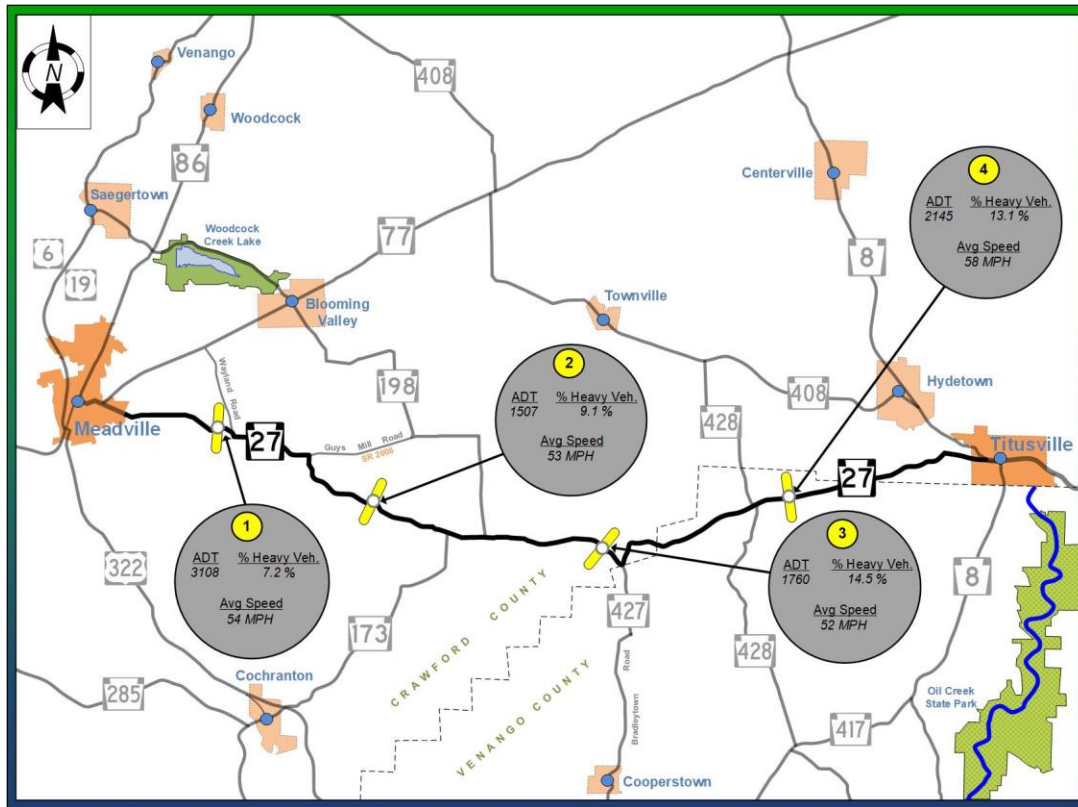 N
Venango
408
Woodcock
86
Centerville
4
ADT % Heavy Veh.
2145 13.1 %
Avg Speed
58 MPH
Saegertown
Woodcock
Creek Lake
77
6
19
8
Blooming
Valley
Townville
Wayland Road
2
ADT % Heavy Veh.
1507 9.1 %
Avg Speed
53 MPH
198
408
Hydetown
Meadville
27
428
Guys Mill Road
SR 2008
Titusville
27
1
ADT % Heavy Veh.
3108 7.2 %
Avg Speed
54 MPH
3
ADT % Heavy Veh.
1760 14.5 %
Avg Speed
52 MPH
322
173
427
8
428
CRAWFORD COUNTY
VENANGO COUNTY
Bradleytown Road
Cochranton
285
Oil Creek
State Park
417
Cooperstown